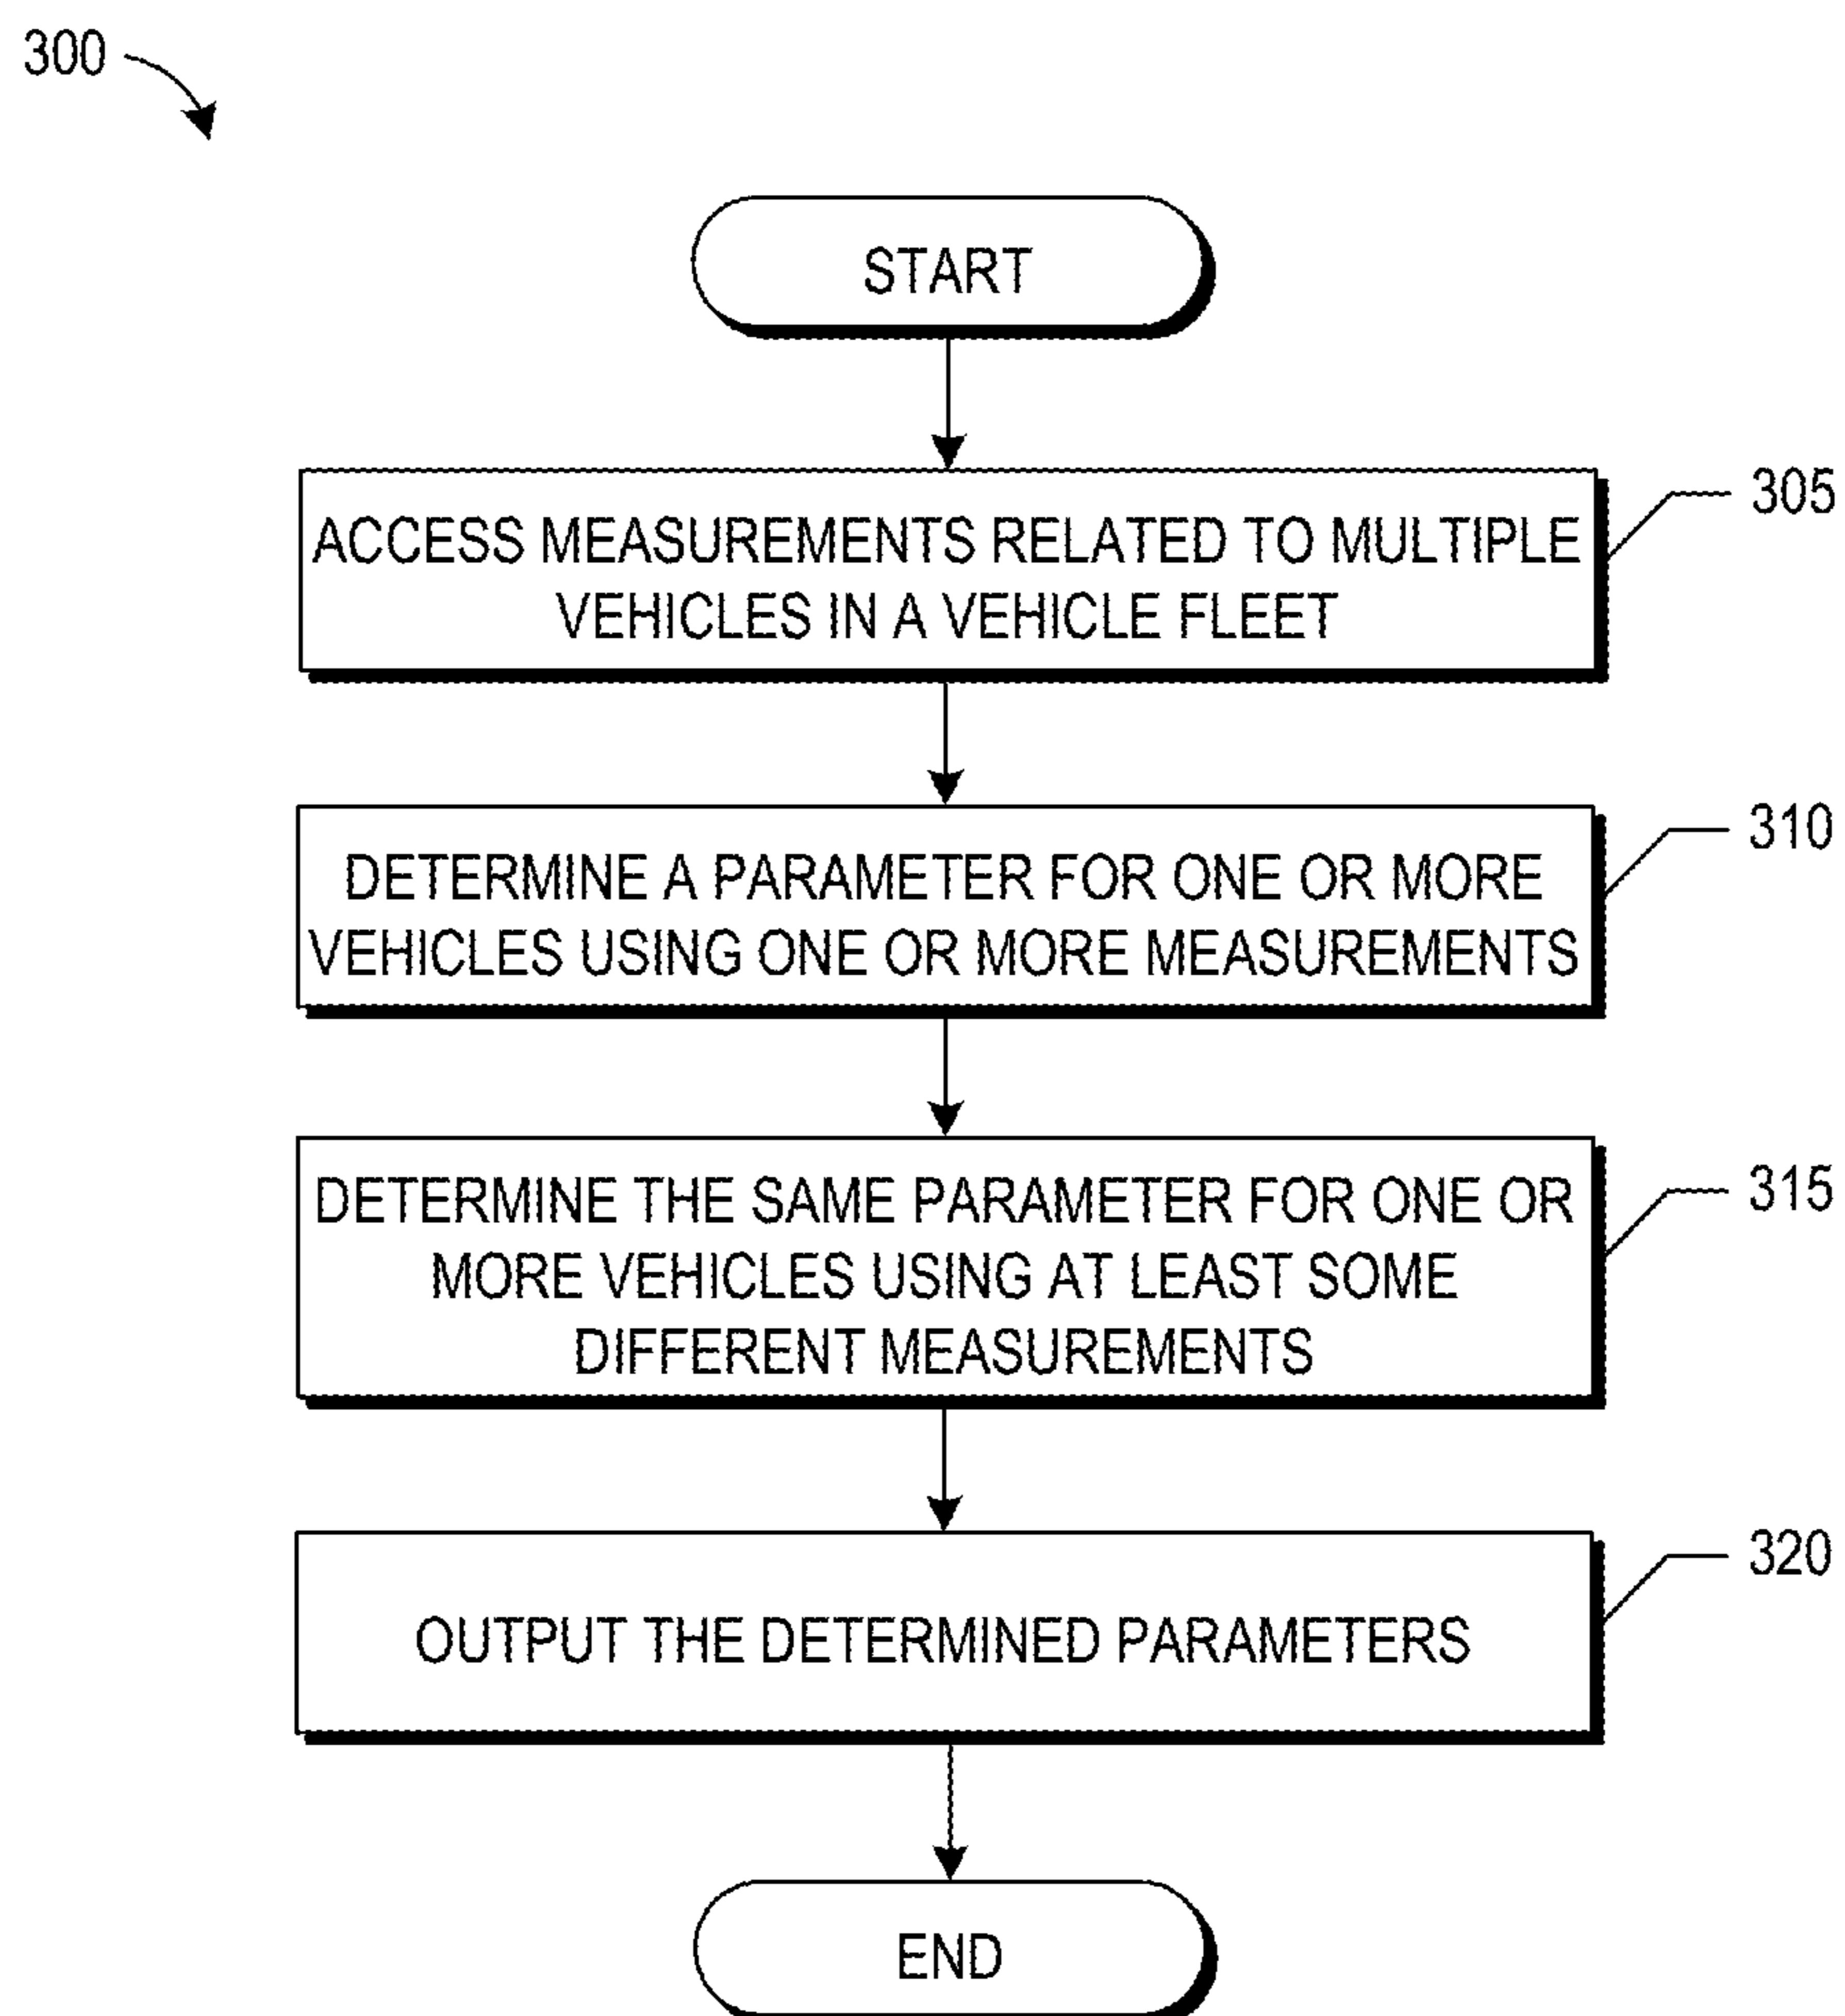 300
START
ACCESS MEASUREMENTS RELATED TO MULTIPLE
VEHICLES IN A VEHICLE FLEET
305
DETERMINE A PARAMETER FOR ONE OR MORE
VEHICLES USING ONE OR MORE MEASUREMENTS
310
DETERMINE THE SAME PARAMETER FOR ONE OR
MORE VEHICLES USING AT LEAST SOME
DIFFERENT MEASUREMENTS
315
OUTPUT THE DETERMINED PARAMETERS
320
END